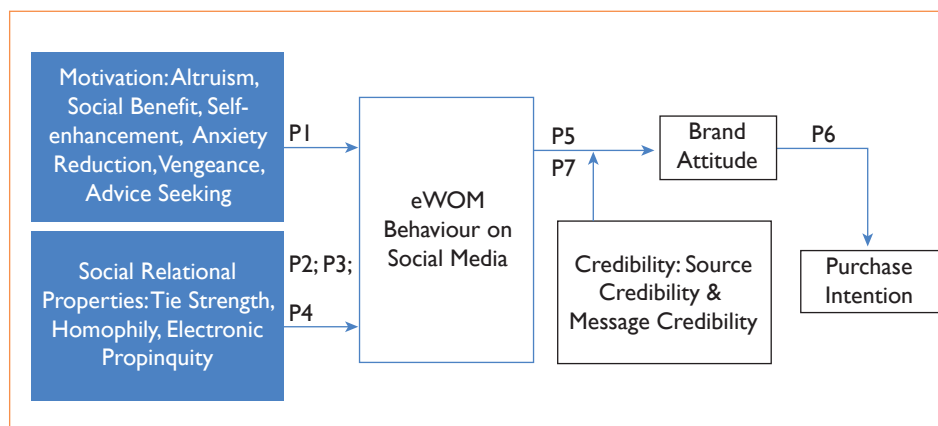 Motivation: Altruism,
Social Benefit, Self-
enhancement, Anxiety
Reduction, Vengeance,
Advice Seeking
P1
Social Relational
Properties: Tie Strength,
Homophily, Electronic
Propinquity
P2; P3;
P4
eWOM
Behaviour on
Social Media
P5
P7
Brand
Attitude
P6
Credibility: Source
Credibility &
Message Credibility
Purchase
Intention